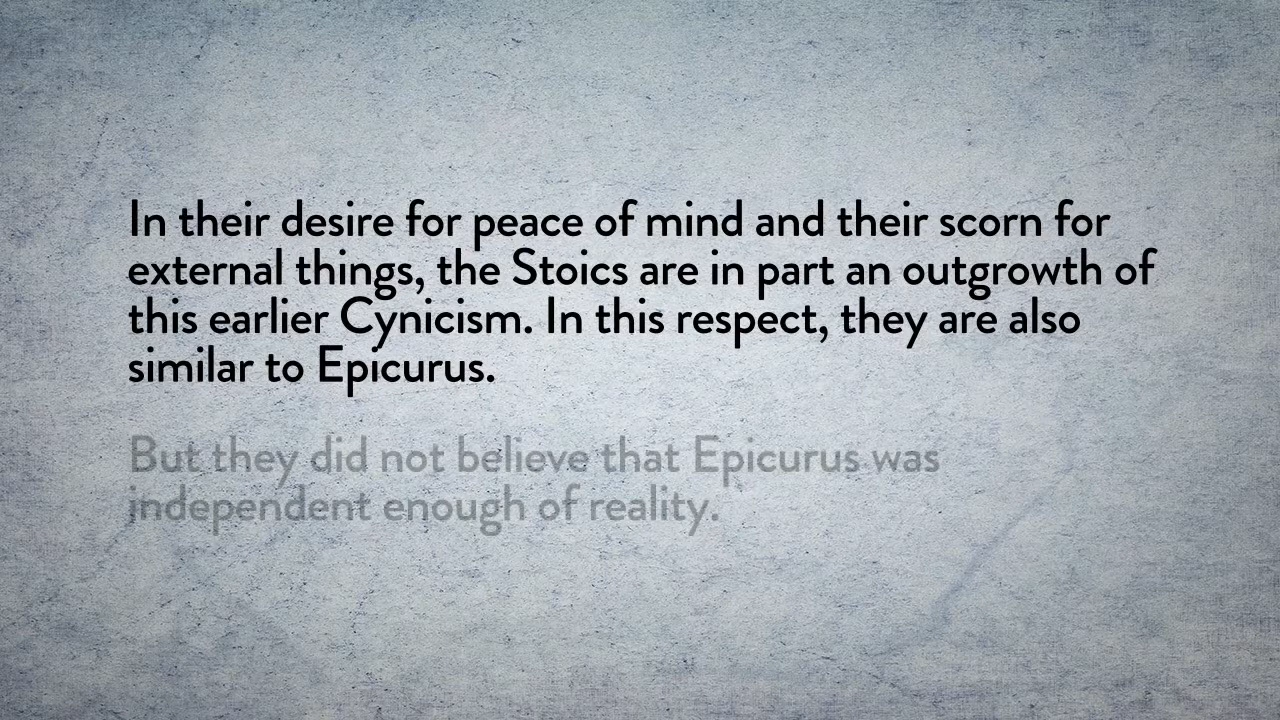 In their desire for peace of mind and their scorn for
external things, the Stoics are in part an outgrowth of
this earlier Cynicism. In this respect, they are also
similar to Epicurus.
But they did not believe that Epicurus was
independent enough of reality.